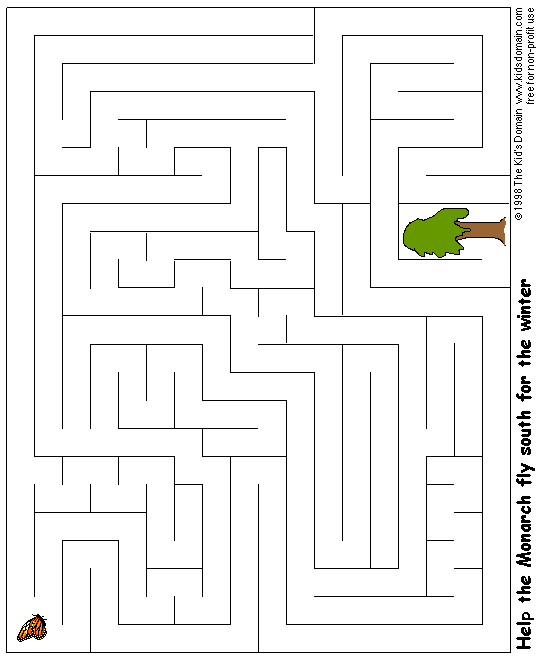 © 1998 The Kid's Domain www.kidsdomain.com
free for non-profit use
Help the Monarch fly south for the winter